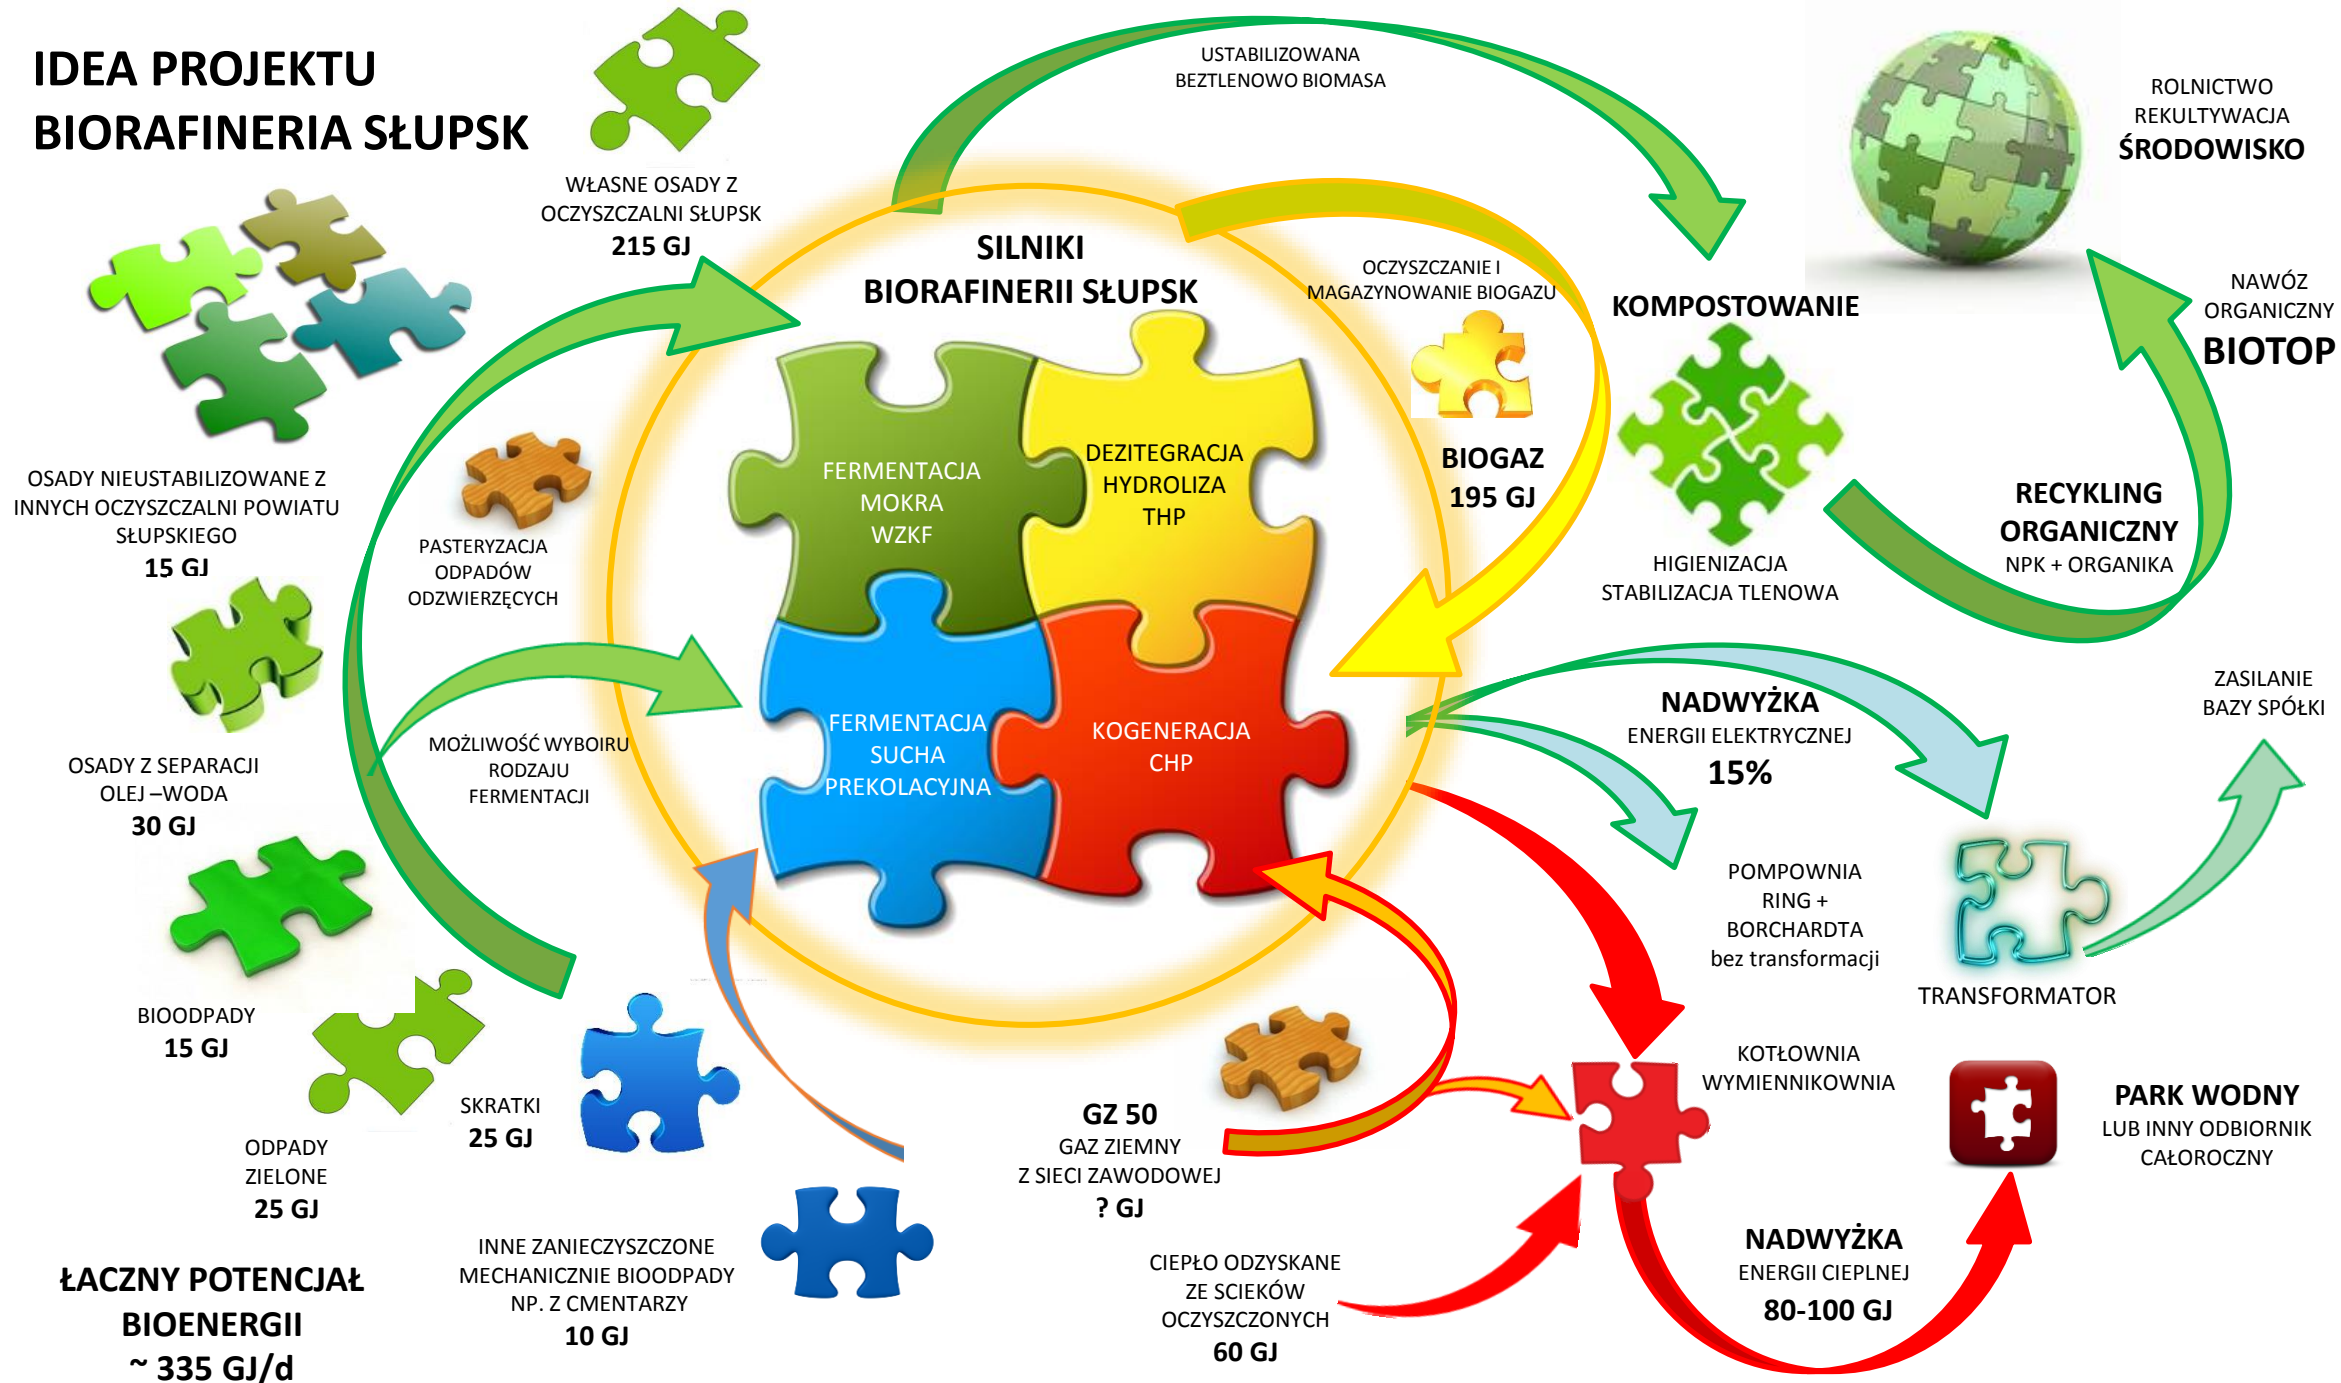 IDEA PROJEKTU
BIORAFINERIA SŁUPSK
WŁASNE OSADY Z
OCZYSZCZALNI SŁUPSK
215 GJ
USTABILIZOWANA
BEZTLENOWO BIOMASA
ROLNICTWO
REKULTYWACJA
ŚRODOWISKO
SILNIKI
BIORAFINERII SŁUPSK
OCZYSZCZANIE I
MAGAZYNOWANIE BIOGAZU
KOMPOSTOWANIE
NAWÓZ
ORGANICZNY
BIOTOP
OSADY NIEUSTABILIZOWANE Z
INNYCH OCZYSZCZALNI POWIATU
SŁUPSKIEGO
15 GJ
PASTERYZACJA
ODPADÓW
ODZWIERZĘCYCH
FERMENTACJA
MOKRA
WZKF
DEZITEGRACJA
HYDROLIZA
THP
BIOGAZ
195 GJ
HIGIENIZACJA
STABILIZACJA TLENOWA
RECYKLING
ORGANICZNY
NPK + ORGANIKA
OSADY Z SEPARACJI
OLEJ –WODA
30 GJ
MOŻLIWOŚĆ WYBOIRU
RODZAJU
FERMENTACJI
FERMENTACJA
SUCHA
PREKOLACYJNA
KOGENERACJA
CHP
NADWYŻKA
ENERGII ELEKTRYCZNEJ
15%
ZASILANIE
BAZY SPÓŁKI
POMPOWNIA
RING +
BORCHARDTA
bez transformacji
TRANSFORMATOR
BIOODPADY
15 GJ
SKRATKI
25 GJ
ODPADY
ZIELONE
25 GJ
GZ 50
GAZ ZIEMNY
Z SIECI ZAWODOWEJ
? GJ
KOTŁOWNIA
WYMIENNIKOWNIA
PARK WODNY
LUB INNY ODBIORNIK
CAŁOROCZNY
INNE ZANIECZYSZCZONE
MECHANICZNIE BIOODPADY
NP. Z CMENTARZY
10 GJ
CIEPŁO ODZYSKANE
ZE SCIEKÓW
OCZYSZCZONYCH
60 GJ
NADWYŻKA
ENERGII CIEPLNEJ
80-100 GJ
ŁACZNY POTENCJAŁ
BIOENERGII
~ 335 GJ/d